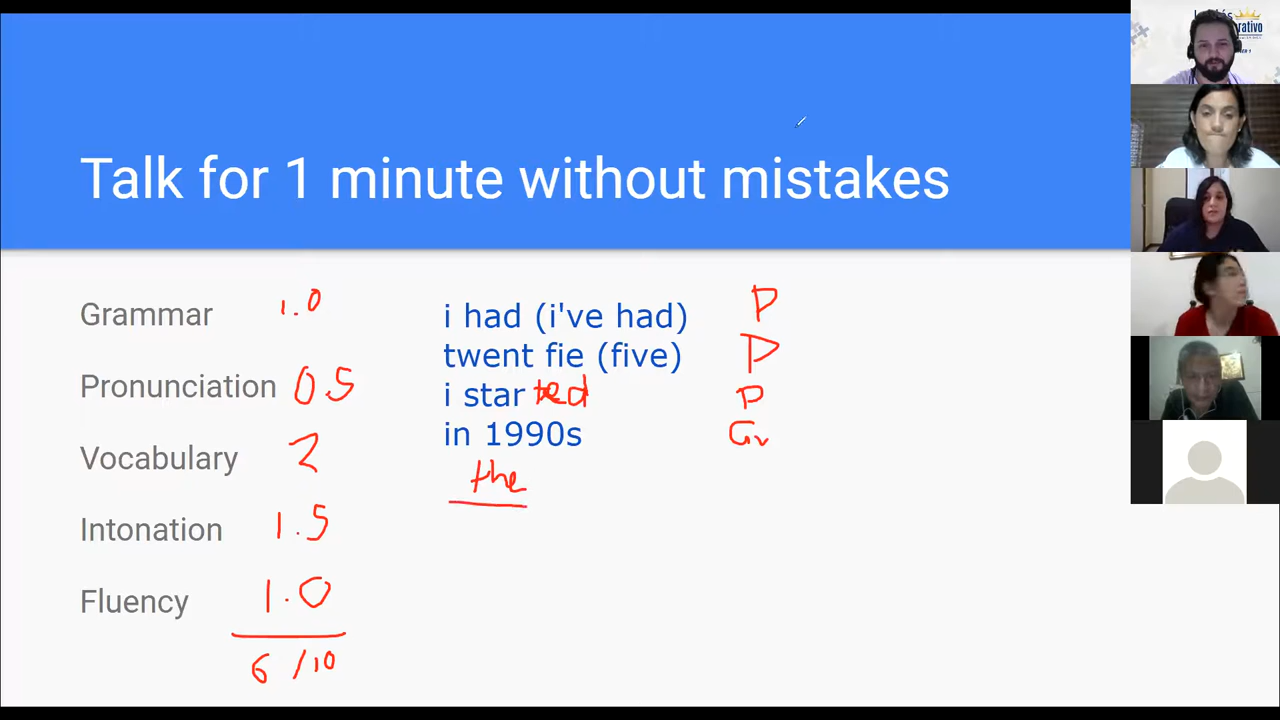 Talk for 1 minute without mistakes
Grammar 1.0
Pronunciation 0.5
Vocabulary 2
Intonation 1.5
Fluency 1.0
6 /10
i had (i've had) P
twent fie (five) P
i star ted P
in 1990s Gr
the
rativo